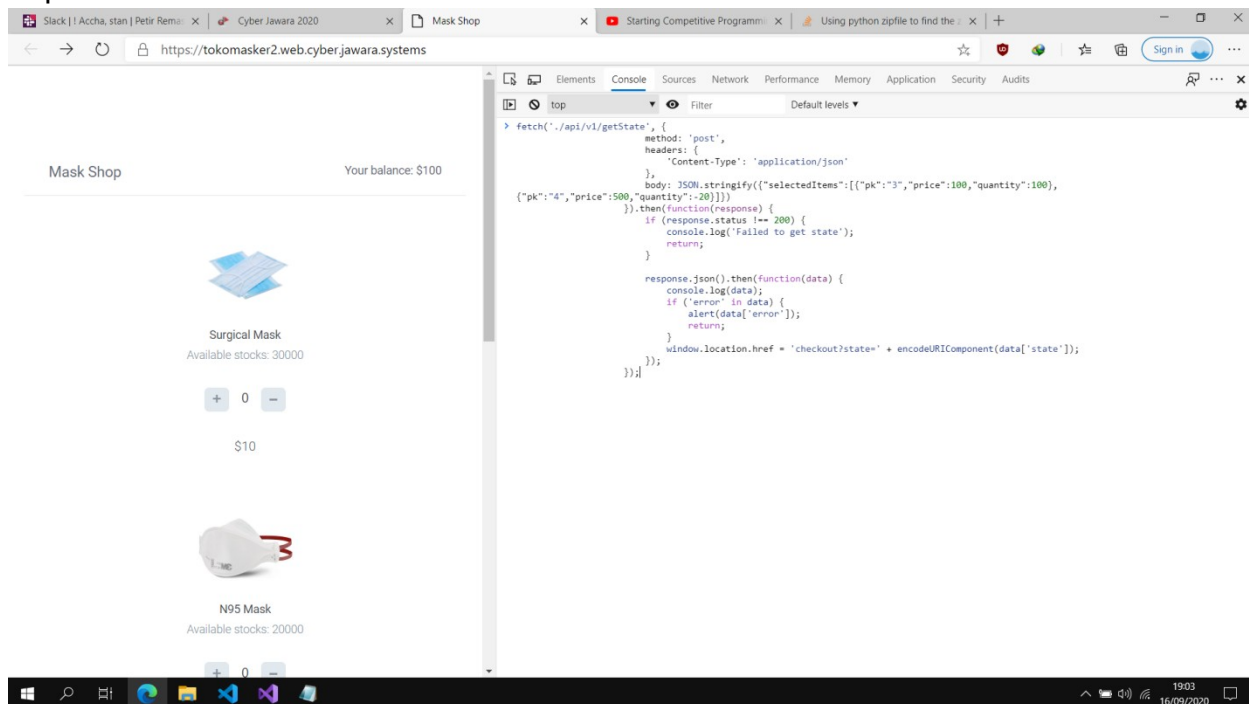 Slack | ! Accha, stan | Petir Rema
Cyber Jawara 2020
Mask Shop
Starting Competitive Programmi
Using python zipfile to find the
https://tokomasker2.web.cyber.jawara.systems
Sign in
Elements Console Sources Network Performance Memory Application Security Audits
top Filter Default levels ▼
Mask Shop
Your balance: $100
Surgical Mask
Available stocks: 30000
+ 0 −
$10
N95 Mask
Available stocks: 20000
+ 0 −
> fetch('./api/v1/getState', {
method: 'post',
headers: {
'Content-Type': 'application/json'
},
body: JSON.stringify({"selectedItems":[{"pk":"3","price":100,"quantity":100},
{"pk":"4","price":500,"quantity":-20}]})
}).then(function(response) {
if (response.status !== 200) {
console.log('Failed to get state');
return;
}
response.json().then(function(data) {
console.log(data);
if ('error' in data) {
alert(data['error']);
return;
}
window.location.href = 'checkout?state=' + encodeURIComponent(data['state']);
});
});
19:03
16/09/2020